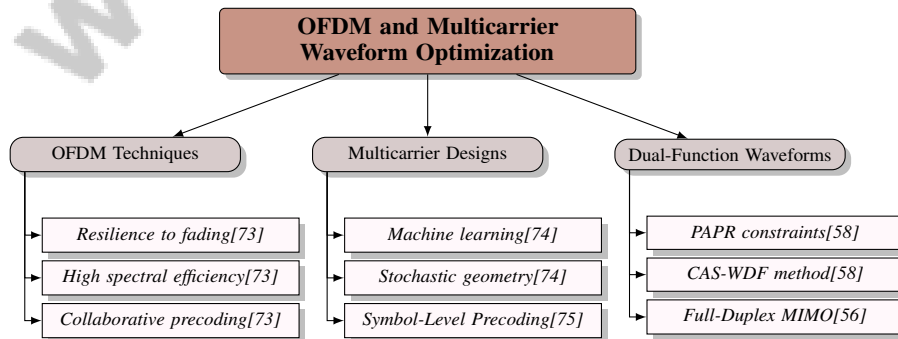 OFDM and Multicarrier
Waveform Optimization
OFDM Techniques
Resilience to fading[73]
High spectral efficiency[73]
Collaborative precoding[73]
Multicarrier Designs
Machine learning[74]
Stochastic geometry[74]
Symbol-Level Precoding[75]
Dual-Function Waveforms
PAPR constraints[58]
CAS-WDF method[58]
Full-Duplex MIMO[56]